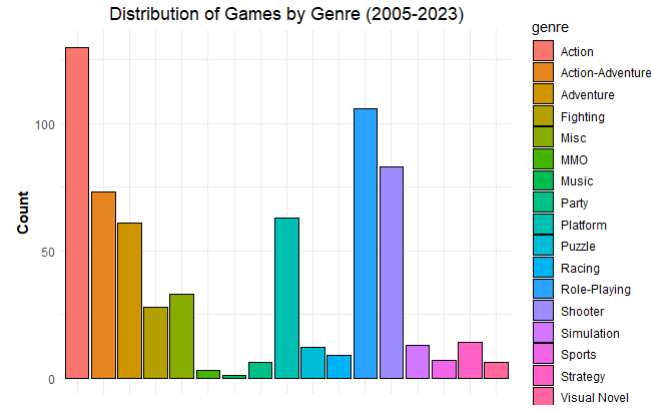 Distribution of Games by Genre (2005-2023)
genre
Action
Action-Adventure
Adventure
Fighting
Misc
MMO
Music
Party
Platform
Puzzle
Racing
Role-Playing
Shooter
Simulation
Sports
Strategy
Visual Novel
Count
100
50
0